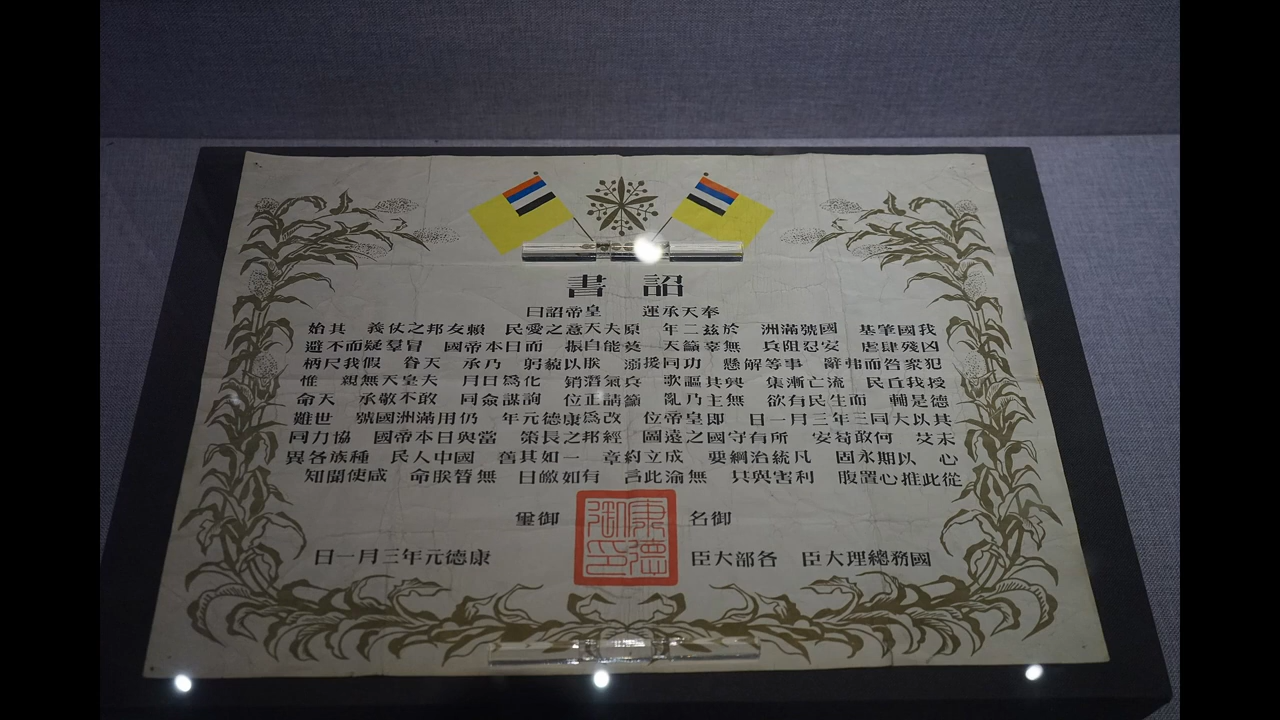 詔書
奉天承運 皇帝詔曰
我國肇基 國號滿洲 於茲二年 原夫天意之愛民 賴友邦之仗義 其始
凶殘肆虐 安忍阻兵 無辜籲天 莫能自振 而日本帝國 冒羣疑而不避
犯衆咎而弗辭 事等解懸 功同援溺 朕以藐躬 乃承 天眷 假我尺柄
授我丘民 流亡漸集 興其謳歌 兵氣潛銷 化爲日月 夫皇天無親 惟
德是輔 而生民有欲 無主乃亂 籲請正位 詢謀僉同 敢不敬承 天命
其以大同三年三月一日 即皇帝位 改爲康德元年 仍用滿洲國號 世難
未艾 何敢苟安 所有守國之遠圖 經邦之長策 當與日本帝國 協力同
心 以期永固 凡統治綱要 成立約章 一如其舊 國中人民 種族各異
從此推心置腹 利害與共 無渝此言 有如皦日 無替朕命 咸使聞知
御名 御璽
康德御印
國務總理大臣 各部大臣 康德元年三月一日